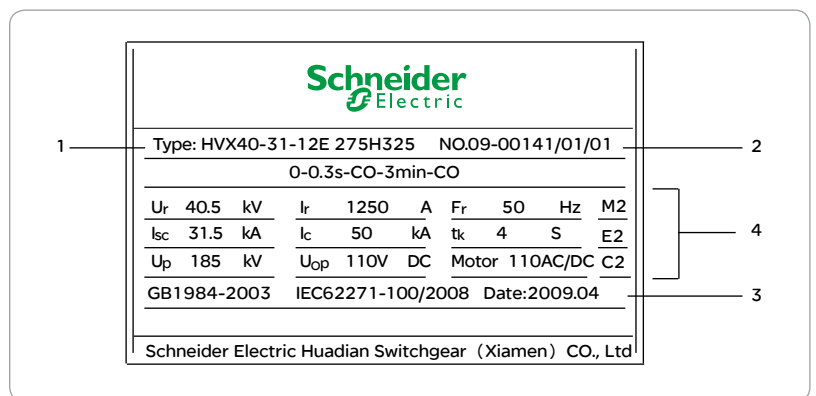 Schneider
Electric
1 Type: HVX40-31-12E 275H325 NO.09-00141/01/01 2
0-0.3s-CO-3min-CO
Ur 40.5 kV Ir 1250 A Fr 50 Hz M2
Isc 31.5 kA Ic 50 kA tk 4 S E2 4
Up 185 kV Uop 110V DC Motor 110AC/DC C2
GB1984-2003 IEC62271-100/2008 Date:2009.04 3
Schneider Electric Huadian Switchgear（Xiamen）CO., Ltd